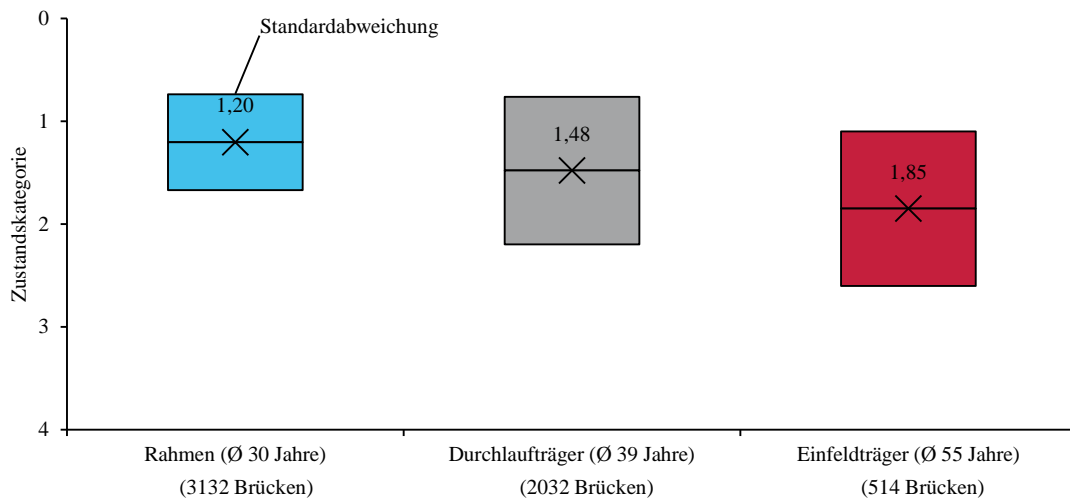 Standardabweichung
Zustandskategorie
0
1
2
3
4
1,20
1,48
1,85
Rahmen (Ø 30 Jahre)
(3132 Brücken)
Durchlaufträger (Ø 39 Jahre)
(2032 Brücken)
Einfeldträger (Ø 55 Jahre)
(514 Brücken)